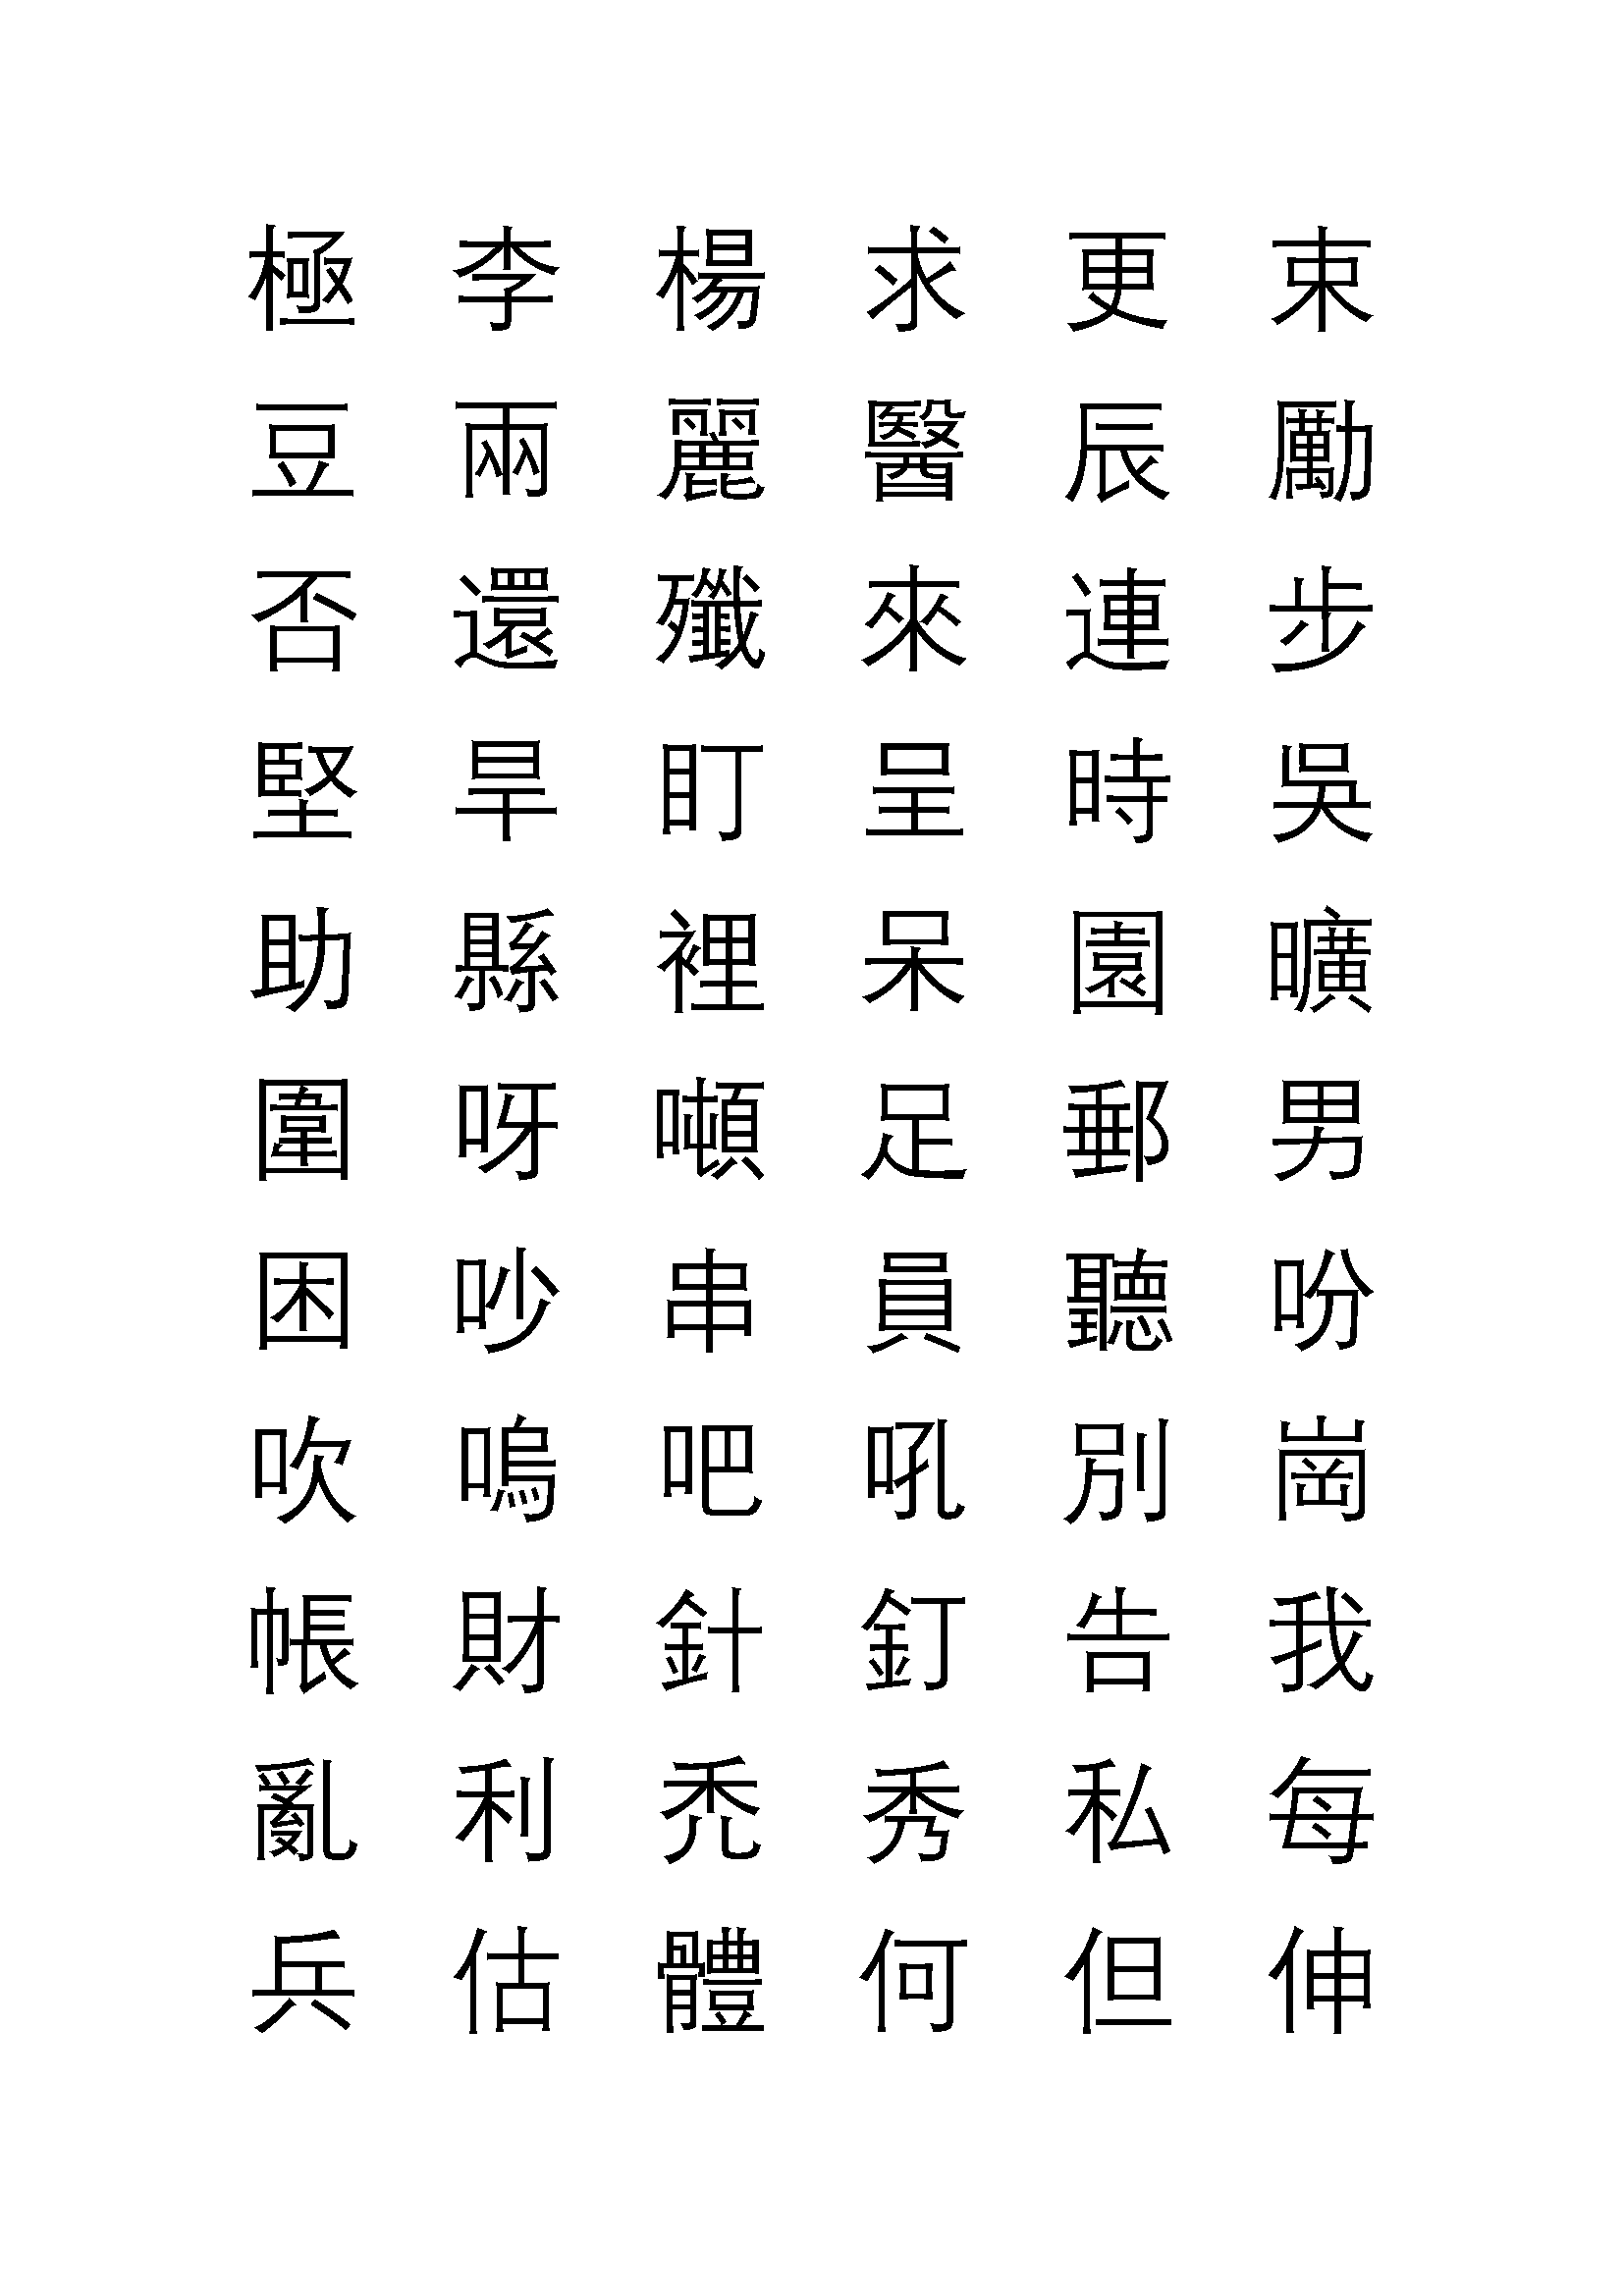 極李楊求更束
豆兩麗醫辰勵
否還殲來連步
堅旱盯呈時吳
助縣裡呆園曠
圍呀噸足郵男
困吵串員聽吩
吹嗚吧吼別崗
帳財針釘告我
亂利禿秀私每
兵估體何但伸